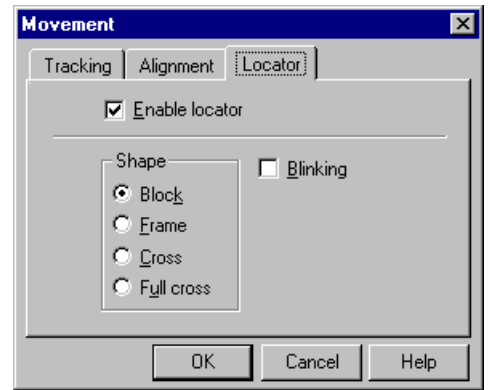 Movement
Tracking Alignment Locator
Enable locator
Shape
Blinking
Block
Frame
Cross
Full cross
OK Cancel Help